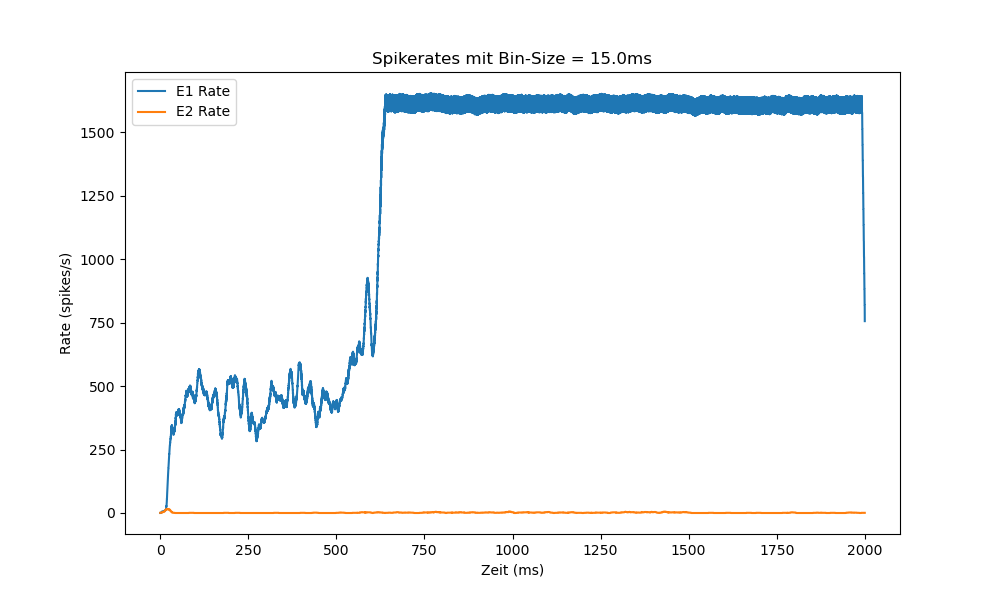 Spikerates mit Bin-Size = 15.0ms
E1 Rate
E2 Rate
1500
1250
1000
750
500
250
0
Rate (spikes/s)
0 250 500 750 1000 1250 1500 1750 2000
Zeit (ms)